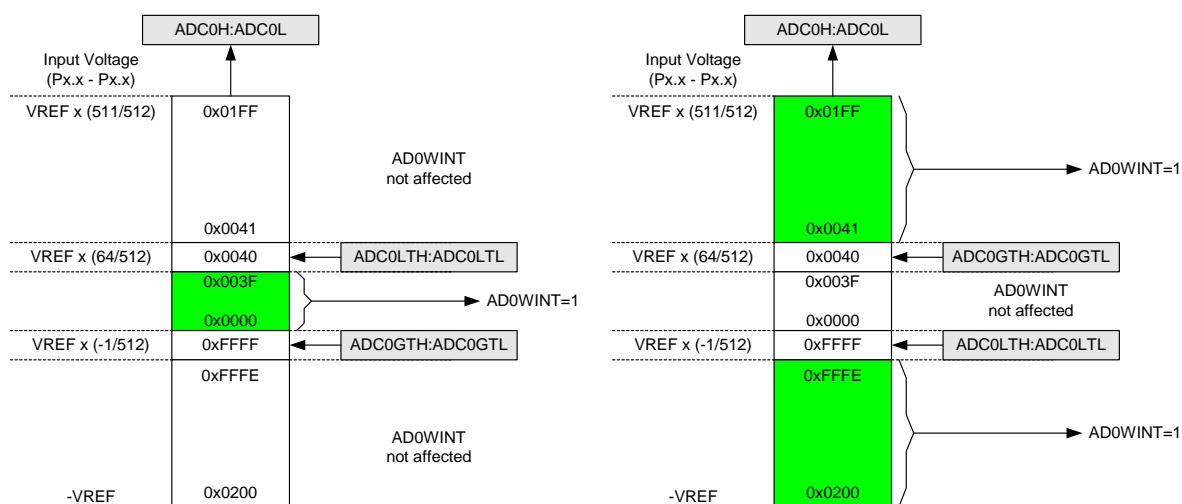 ADC0H:ADC0L
Input Voltage
(Px.x - Px.x)
VREF x (511/512)
0x01FF
AD0WINT
not affected
0x0041
VREF x (64/512)
0x0040
ADC0LTH:ADC0LTL
0x003F
AD0WINT=1
0x0000
VREF x (-1/512)
0xFFFF
ADC0GTH:ADC0GTL
0xFFFE
AD0WINT
not affected
-VREF
0x0200
ADC0H:ADC0L
Input Voltage
(Px.x - Px.x)
VREF x (511/512)
0x01FF
AD0WINT=1
0x0041
VREF x (64/512)
0x0040
ADC0GTH:ADC0GTL
0x003F
AD0WINT
not affected
0x0000
VREF x (-1/512)
0xFFFF
ADC0LTH:ADC0LTL
0xFFFE
AD0WINT=1
-VREF
0x0200